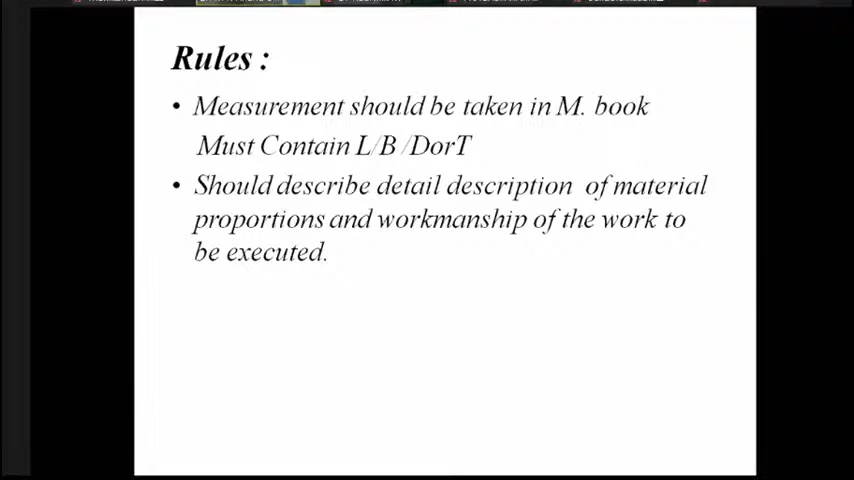 Rules :
• Measurement should be taken in M. book
Must Contain L/B /DorT
• Should describe detail description of material
proportions and workmanship of the work to
be executed.